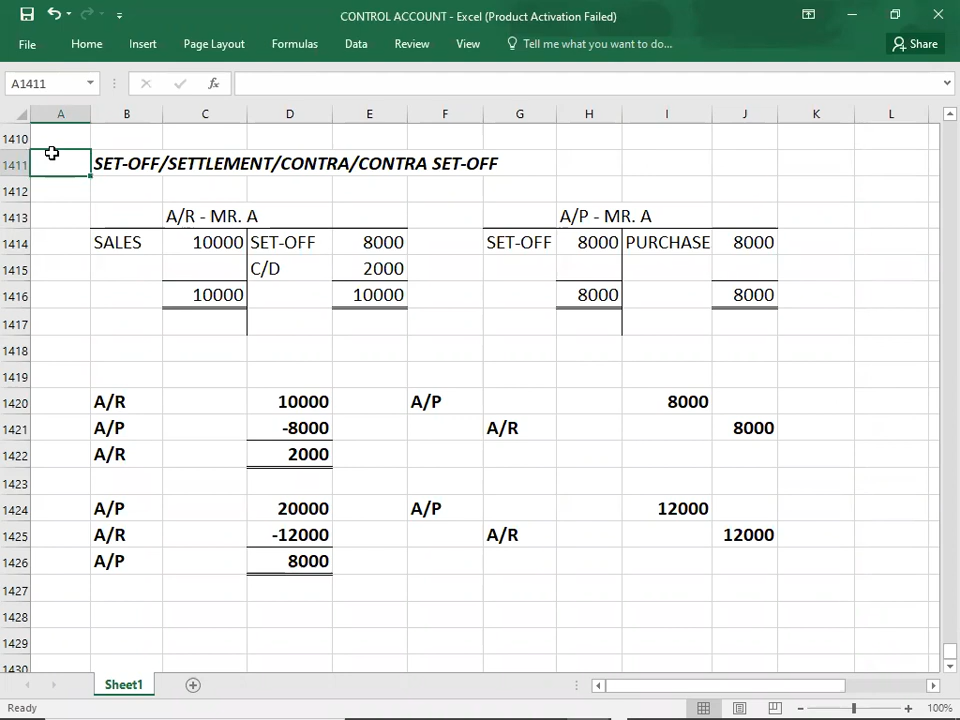 CONTROL ACCOUNT - Excel (Product Activation Failed)
File Home Insert Page Layout Formulas Data Review View Tell me what you want to do... Share
A1411 fx
A B C D E F G H I J K L
1410
1411 SET-OFF/SETTLEMENT/CONTRA/CONTRA SET-OFF
1412
1413 A/R - MR. A A/P - MR. A
1414 SALES 10000 SET-OFF 8000 SET-OFF 8000 PURCHASE 8000
1415 C/D 2000
1416 10000 10000 8000 8000
1417
1418
1419
1420 A/R 10000 A/P 8000
1421 A/P -8000 A/R 8000
1422 A/R 2000
1423
1424 A/P 20000 A/P 12000
1425 A/R -12000 A/R 12000
1426 A/P 8000
1427
1428
1429
1430
Sheet1
Ready 100%